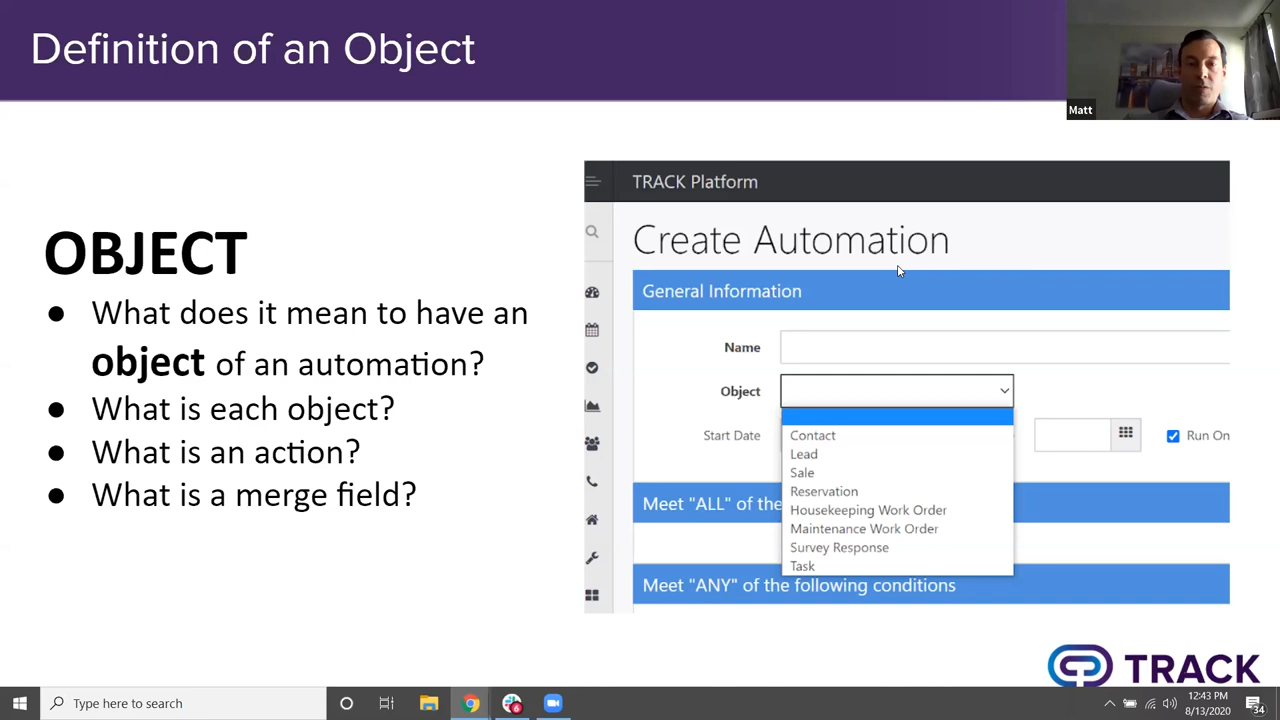 Definition of an Object
Matt
OBJECT
• What does it mean to have an
object of an automation?
• What is each object?
• What is an action?
• What is a merge field?
TRACK Platform
Create Automation
General Information
Name
Object
Start Date
Run On
Contact
Lead
Sale
Reservation
Housekeeping Work Order
Maintenance Work Order
Survey Response
Task
Meet "ALL" of the
Meet "ANY" of the following conditions
TRACK
Type here to search
12:43 PM
8/13/2020
34